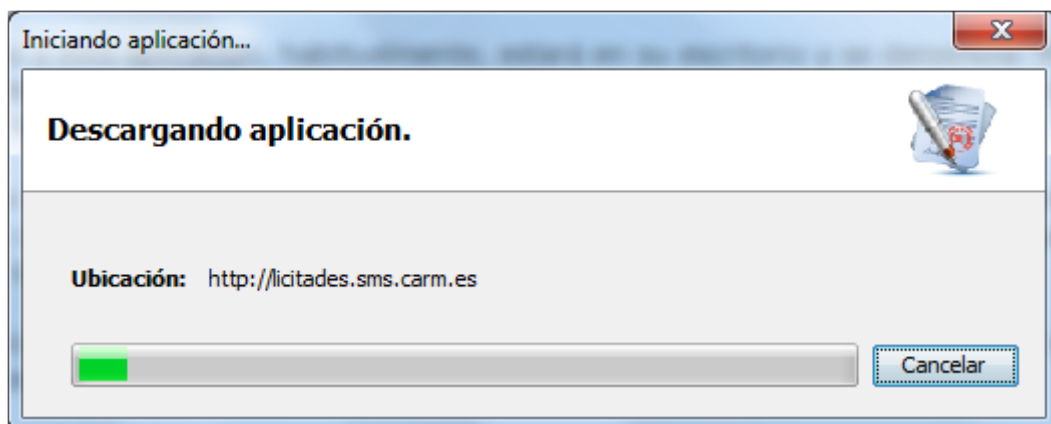 Iniciando aplicación...
Descargando aplicación.
Ubicación: http://licitades.sms.carm.es
Cancelar